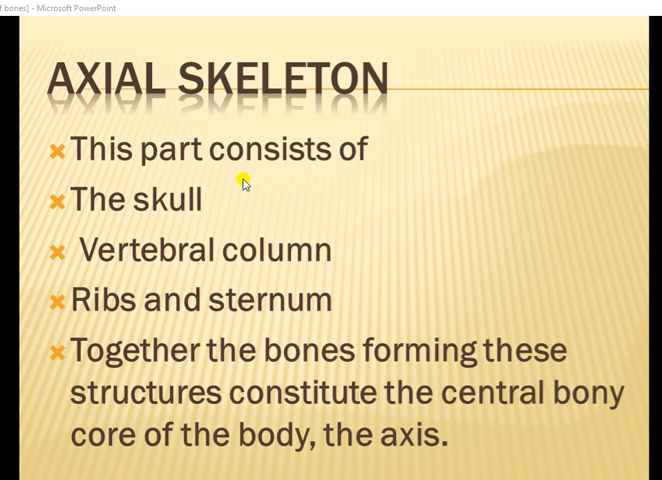 f bones] - Microsoft PowerPoint
AXIAL SKELETON
This part consists of
The skull
Vertebral column
Ribs and sternum
Together the bones forming these
structures constitute the central bony
core of the body, the axis.